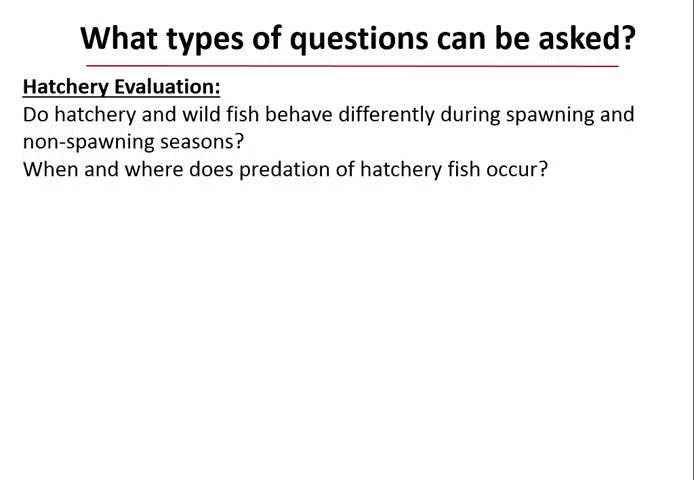 What types of questions can be asked?
Hatchery Evaluation:
Do hatchery and wild fish behave differently during spawning and
non-spawning seasons?
When and where does predation of hatchery fish occur?